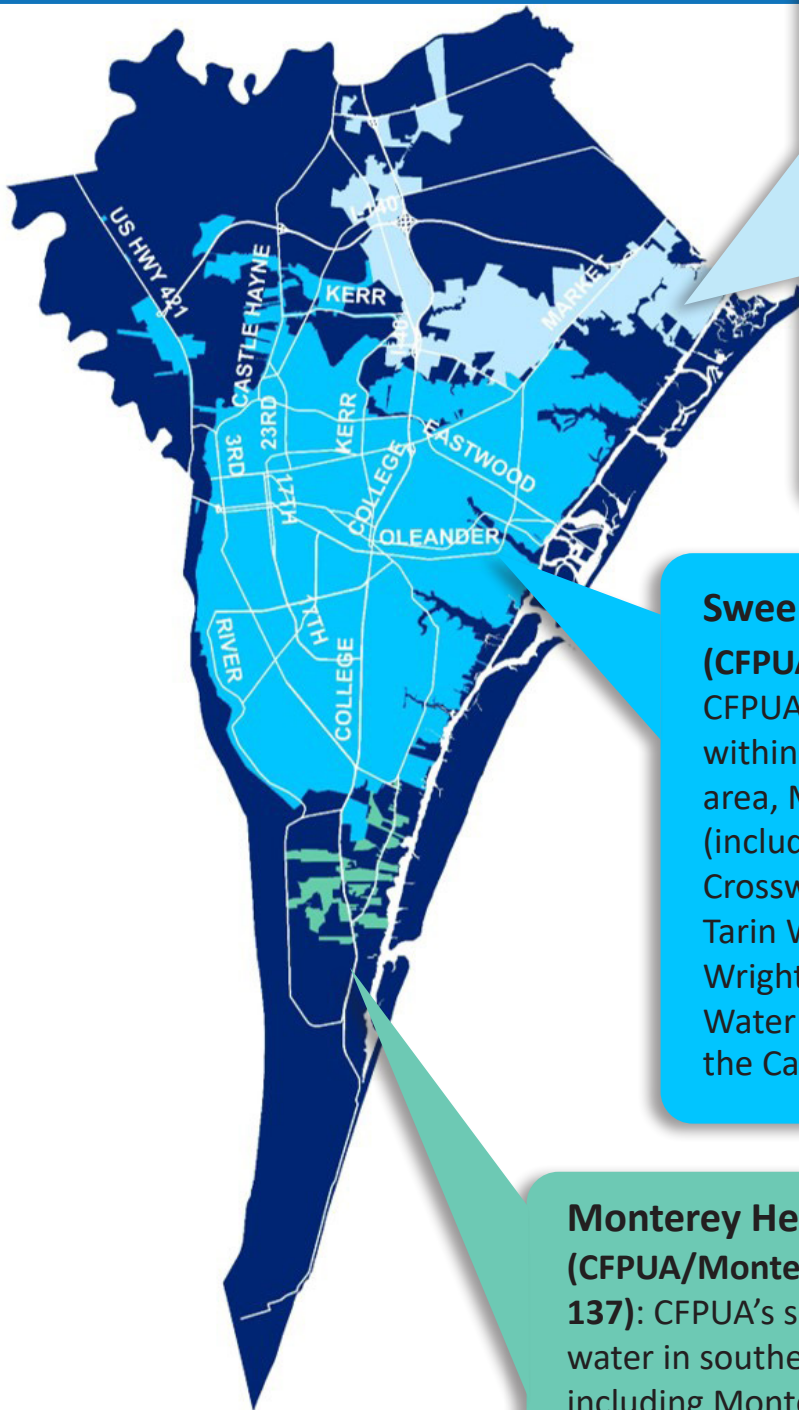 US HWY 421
CASTLE HAYNE
I-140
KERR
I-40
MARKET
3RD
23RD
KERR
17TH
COLLEGE
EASTWOOD
OLEANDER
RIVER
17TH
COLLEGE
Swee
(CFPUA
CFPUA
within
area,
(includ
Crossw
Tarin
Wright
Water
the Ca
Monterey He
(CFPUA/Monte
137): CFPUA’s s
water in southe
including Monte